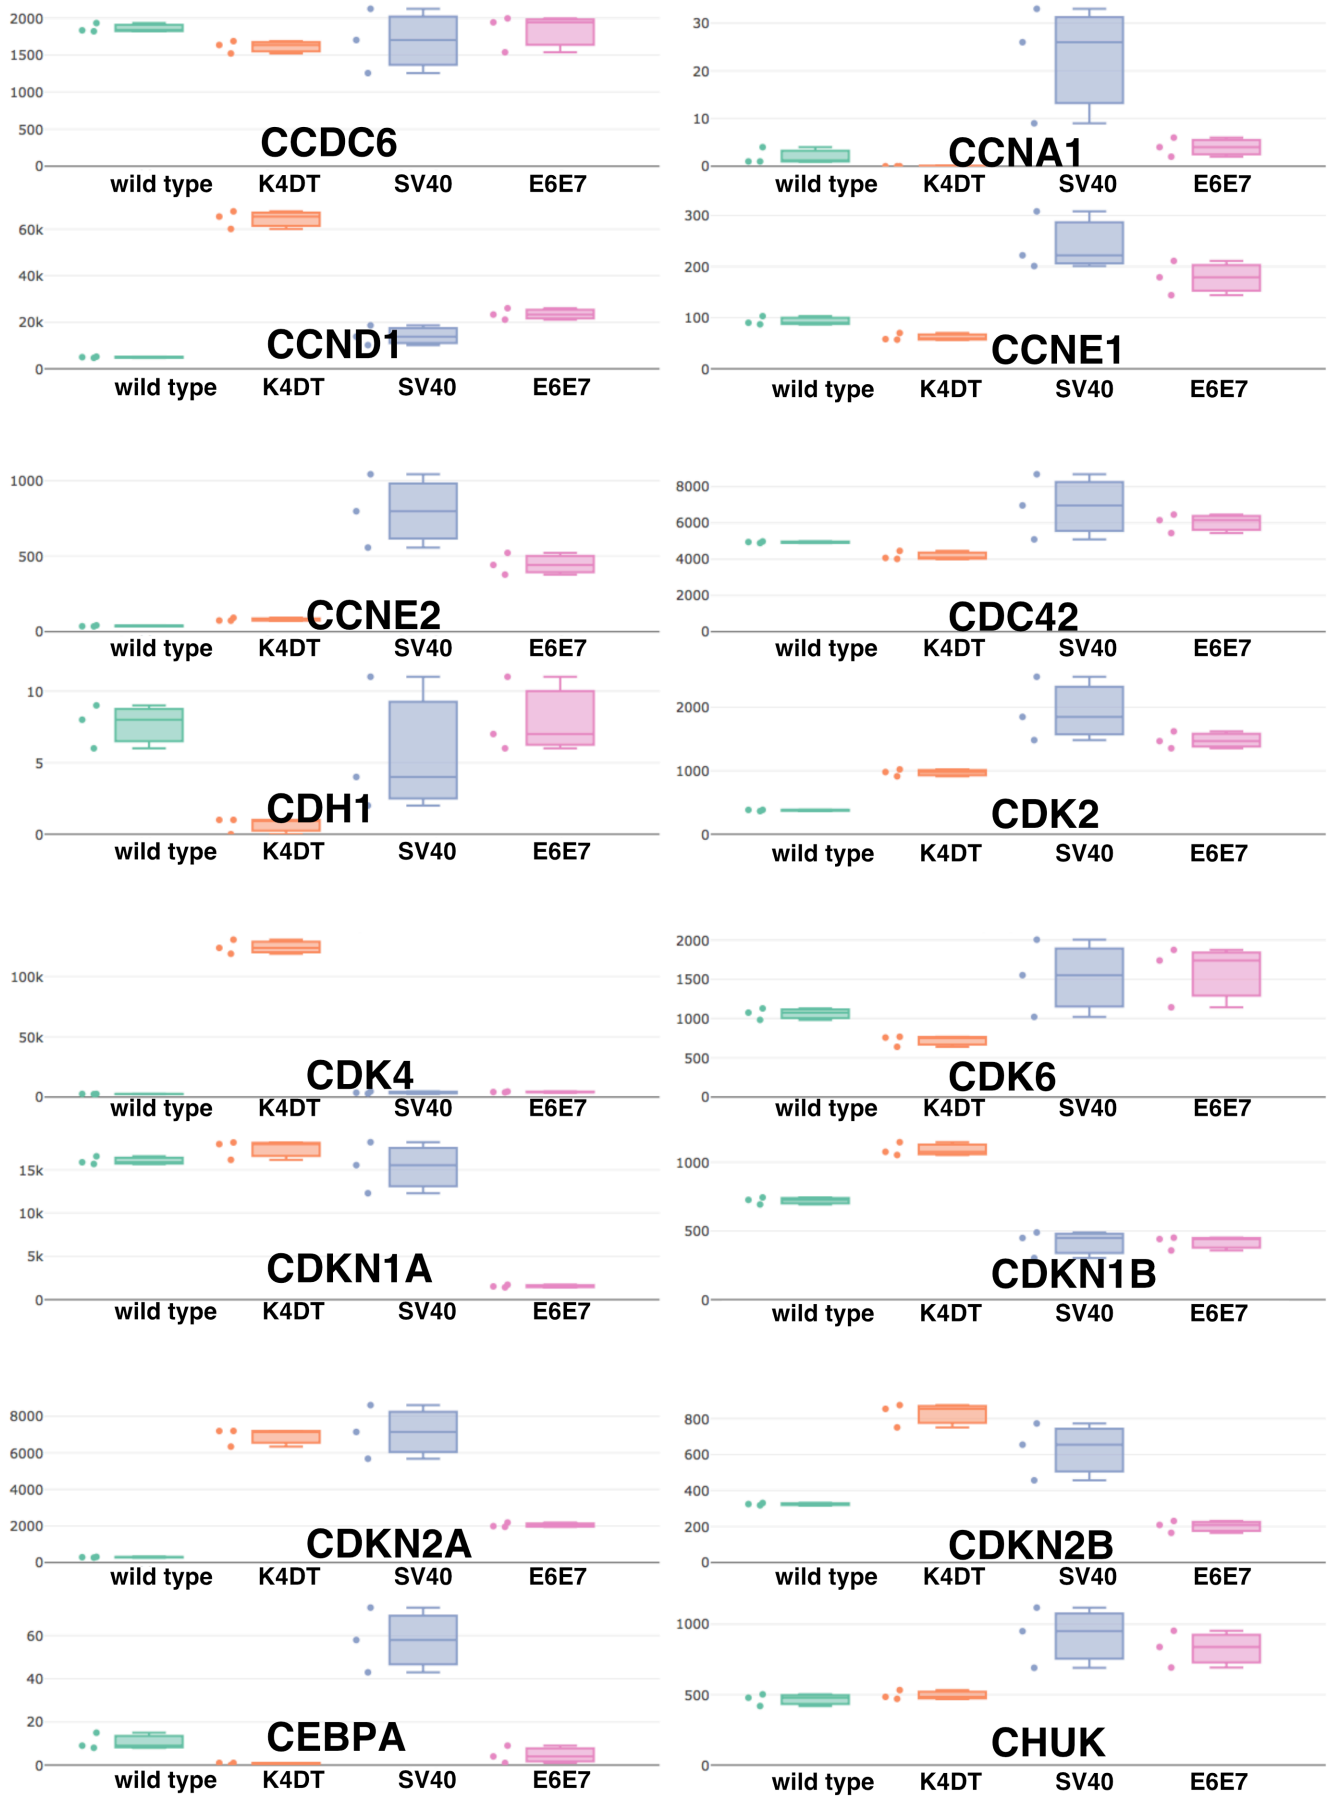 2000
1500
1000
500
0
CCDC6
wild type K4DT SV40 E6E7
30
20
10
0
CCNA1
wild type K4DT SV40 E6E7
60k
40k
20k
0
CCND1
wild type K4DT SV40 E6E7
300
200
100
0
CCNE1
wild type K4DT SV40 E6E7
1000
500
0
CCNE2
wild type K4DT SV40 E6E7
8000
6000
4000
2000
0
CDC42
wild type K4DT SV40 E6E7
10
5
0
CDH1
wild type K4DT SV40 E6E7
2000
1000
0
CDK2
wild type K4DT SV40 E6E7
100k
50k
0
CDK4
wild type K4DT SV40 E6E7
2000
1500
1000
500
0
CDK6
wild type K4DT SV40 E6E7
15k
10k
5k
0
CDKN1A
wild type K4DT SV40 E6E7
1000
500
0
CDKN1B
wild type K4DT SV40 E6E7
8000
6000
4000
2000
0
CDKN2A
wild type K4DT SV40 E6E7
800
600
400
200
0
CDKN2B
wild type K4DT SV40 E6E7
60
40
20
0
CEBPA
wild type K4DT SV40 E6E7
1000
500
0
CHUK
wild type K4DT SV40 E6E7